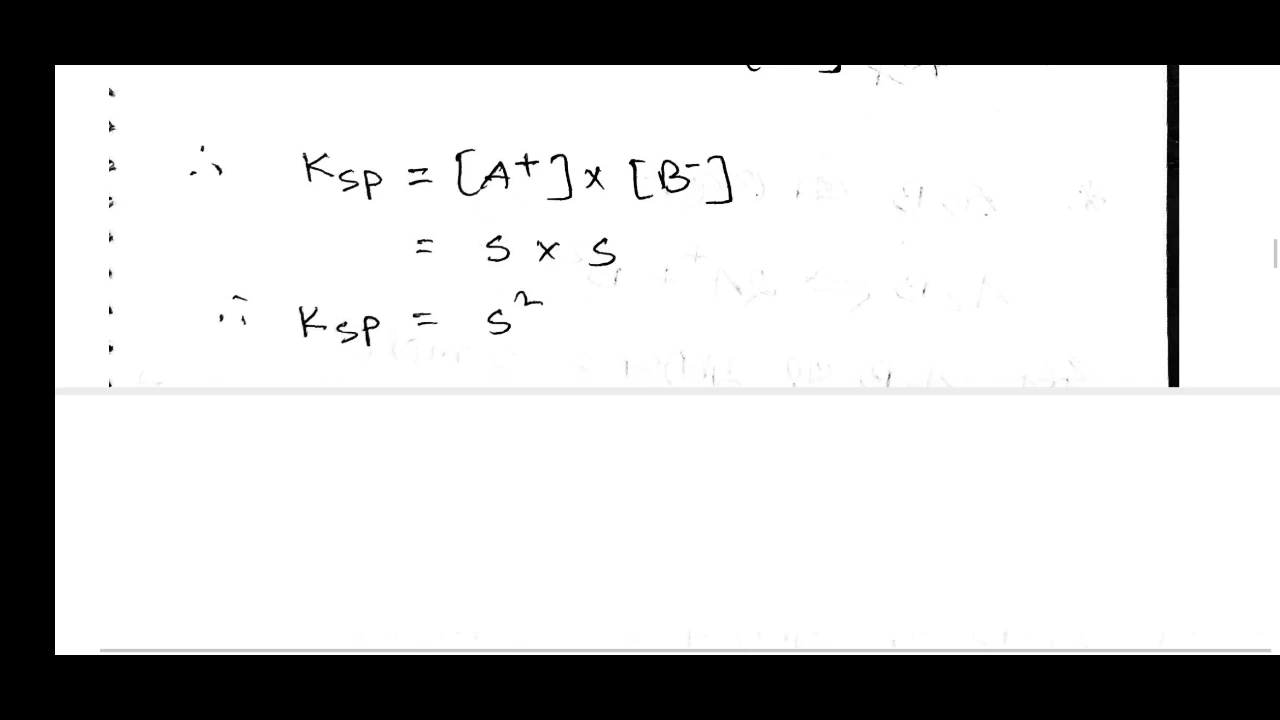 ∴ Ksp = [A⁺] × [B⁻]
= s × s
∴ Ksp = s²